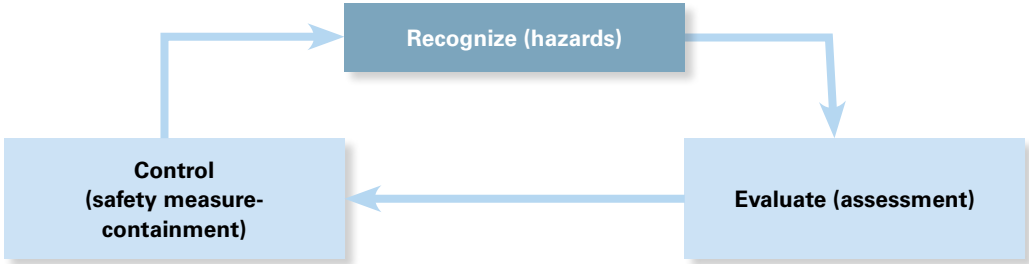 Recognize (hazards)
Control
(safety measure-
containment)
Evaluate (assessment)